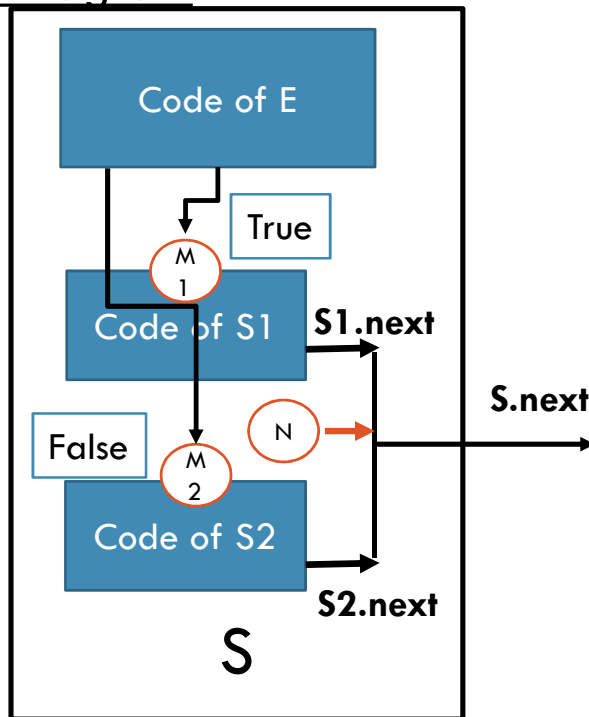 Code of E
True
M
1
Code of S1
S1.next
S.next
N
False
M
2
Code of S2
S2.next
S